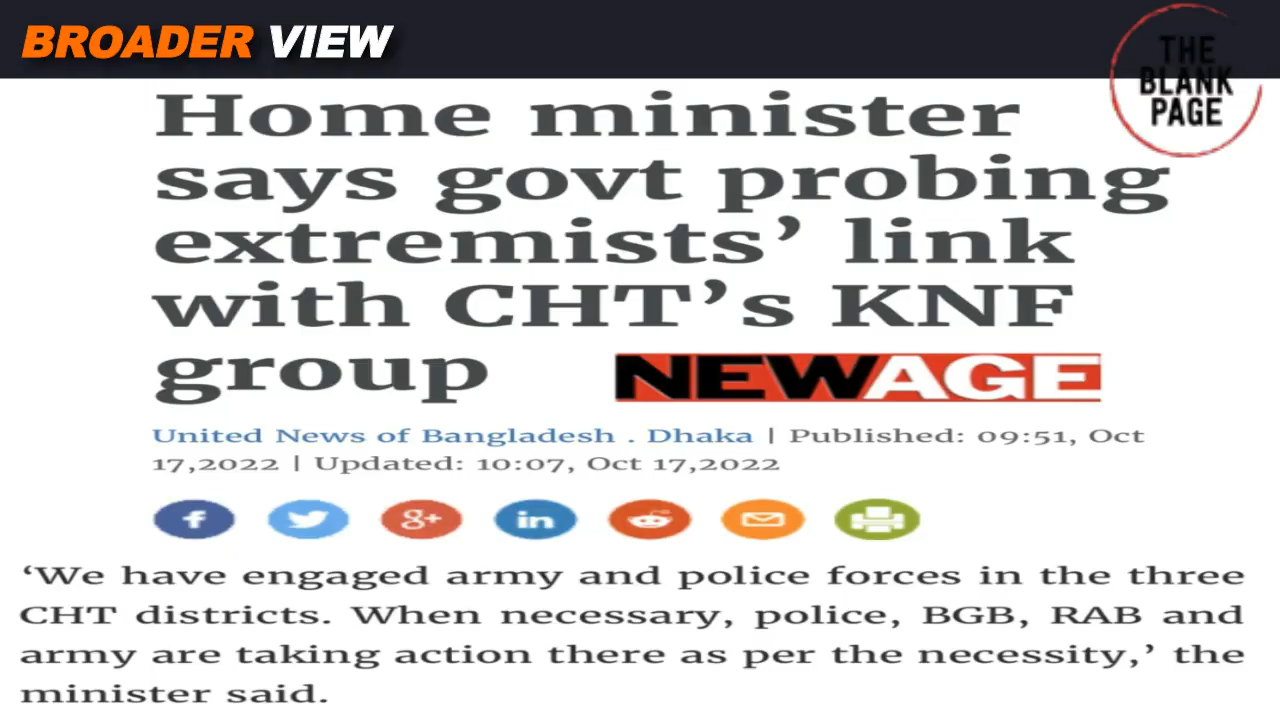 BROADER VIEW
THE
BLANK
PAGE
Home minister
says govt probing
extremists’ link
with CHT’s KNF
group
NEWAGE
United News of Bangladesh . Dhaka | Published: 09:51, Oct
17,2022 | Updated: 10:07, Oct 17,2022
f
g+
in
‘We have engaged army and police forces in the three
CHT districts. When necessary, police, BGB, RAB and
army are taking action there as per the necessity,’ the
minister said.